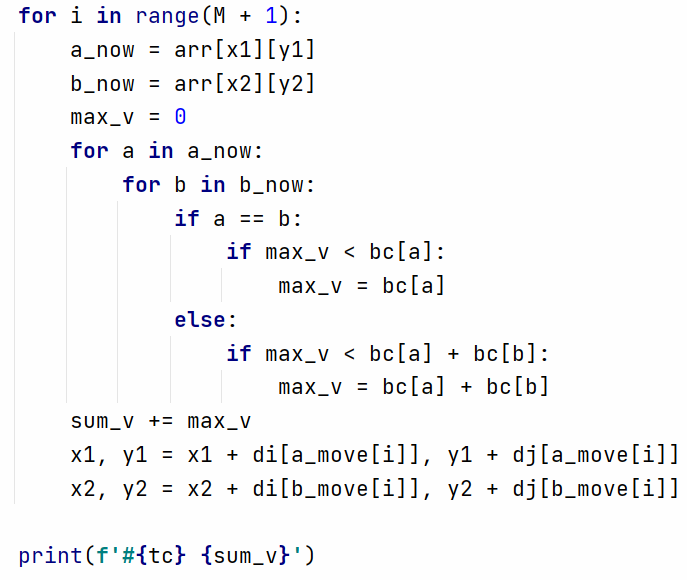 for i in range(M + 1):
    a_now = arr[x1][y1]
    b_now = arr[x2][y2]
    max_v = 0
    for a in a_now:
        for b in b_now:
            if a == b:
                if max_v < bc[a]:
                    max_v = bc[a]
            else:
                if max_v < bc[a] + bc[b]:
                    max_v = bc[a] + bc[b]
    sum_v += max_v
    x1, y1 = x1 + di[a_move[i]], y1 + dj[a_move[i]]
    x2, y2 = x2 + di[b_move[i]], y2 + dj[b_move[i]]

print(f'#{tc} {sum_v}')